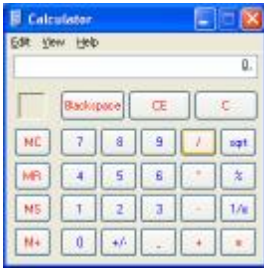 Calculator
Edit View Help
0.
Backspace CE C
MC 7 8 9 / sqrt
MR 4 5 6 * %
MS 1 2 3 - 1/x
M+ 0 +/- . + =